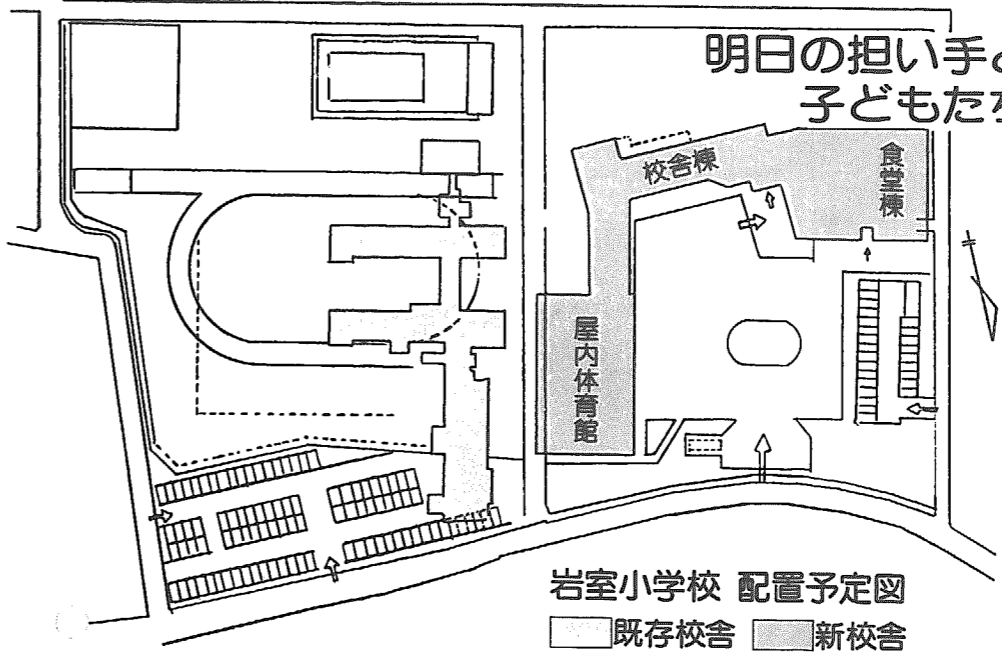 明日の担い手と
子どもたち
校舎棟
食堂棟
屋内体育館
岩室小学校 配置予定図
既存校舎 新校舎